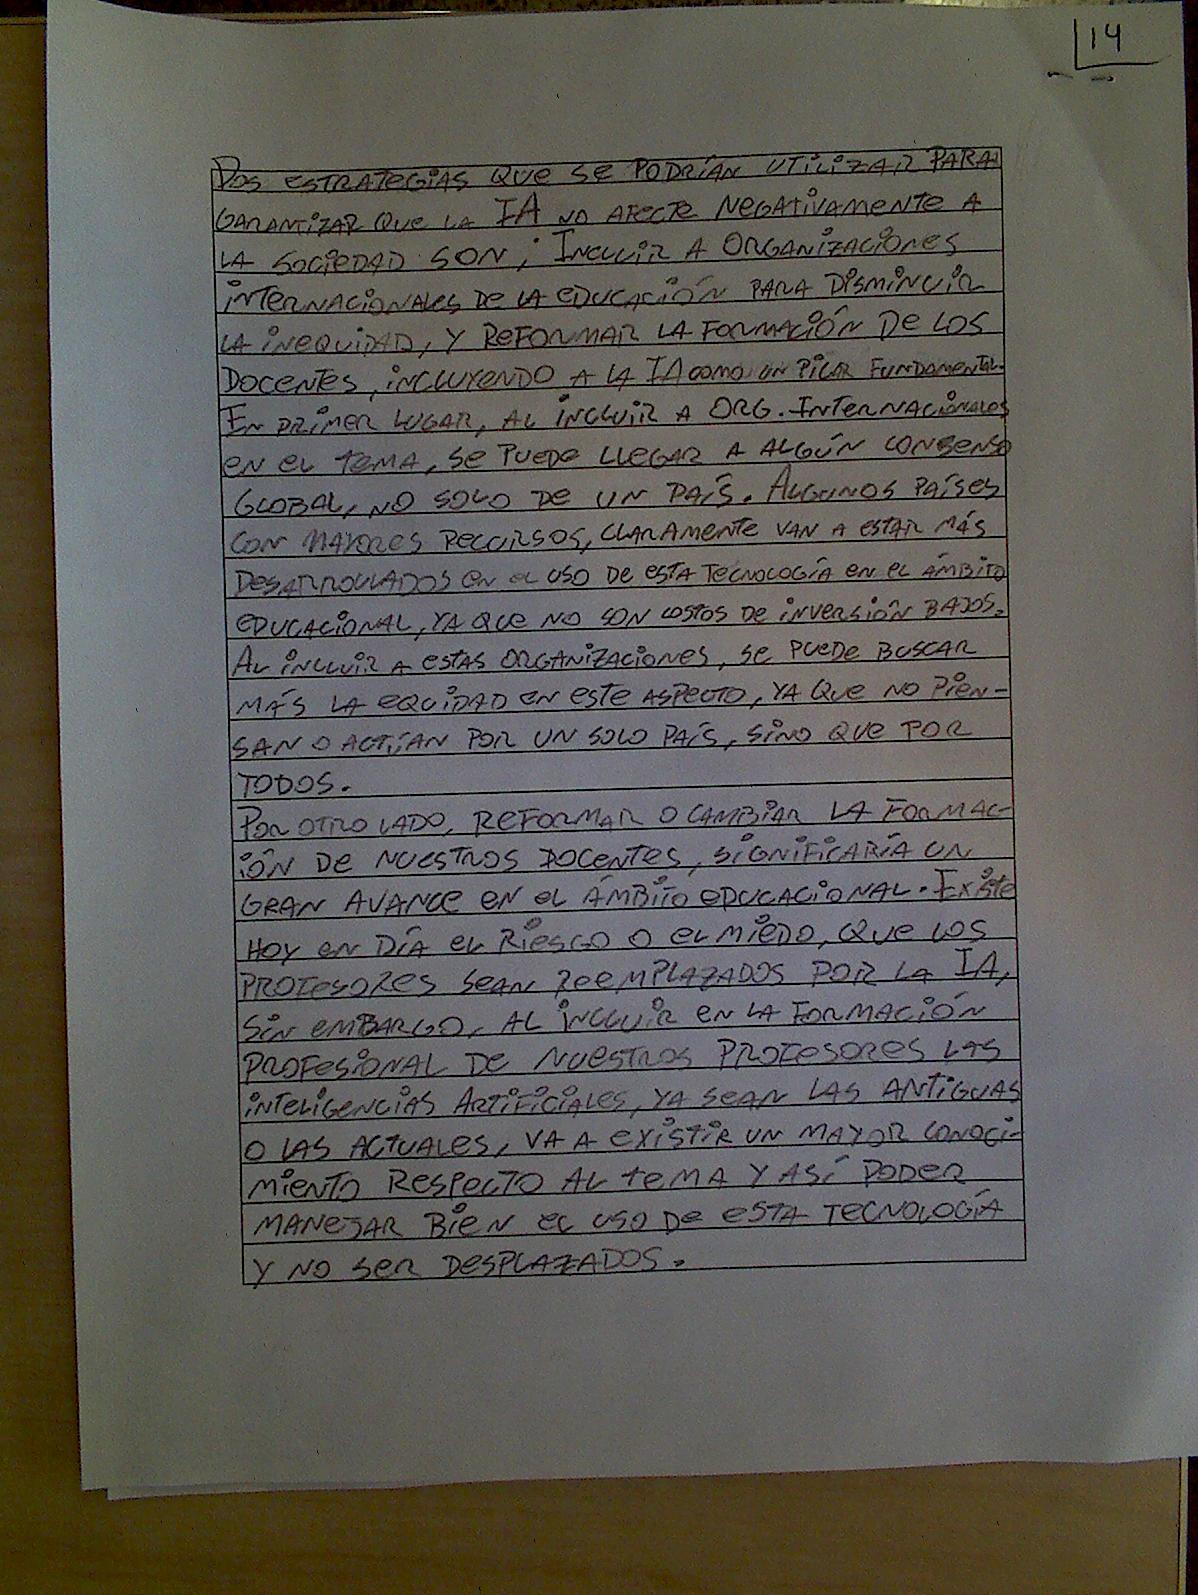 14
Dos estrategias que se podrían utilizar para
garantizar que la IA no afecte negativamente a
la sociedad son; Incluir a organizaciones
internacionales de la educación para disminuir
la inequidad, y reformar la formación de los
docentes, incluyendo a la IA como un pilar fundamental.
En primer lugar, al incluir a org. internacionales
en el tema, se puede llegar a algún consenso
global, no solo de un país. Algunos países
con mayores recursos, claramente van a estar más
desarrollados en el uso de esta tecnología en el ámbito
educacional, ya que no son costos de inversión bajos.
Al incluir a estas organizaciones, se puede buscar
más la equidad en este aspecto, ya que no pien-
san o actúan por un solo país, sino que por
todos.
Por otro lado, reformar o cambiar la formac-
ión de nuestros docentes, significaría un
gran avance en el ámbito educacional. Existe
hoy en día el riesgo o el miedo, que los
profesores sean reemplazados por la IA,
sin embargo, al incluir en la formación
profesional de nuestros profesores las
inteligencias artificiales, ya sean las antiguas
o las actuales, va a existir un mayor conoci-
miento respecto al tema y así poder
manejar bien el uso de esta tecnología
y no ser desplazados.